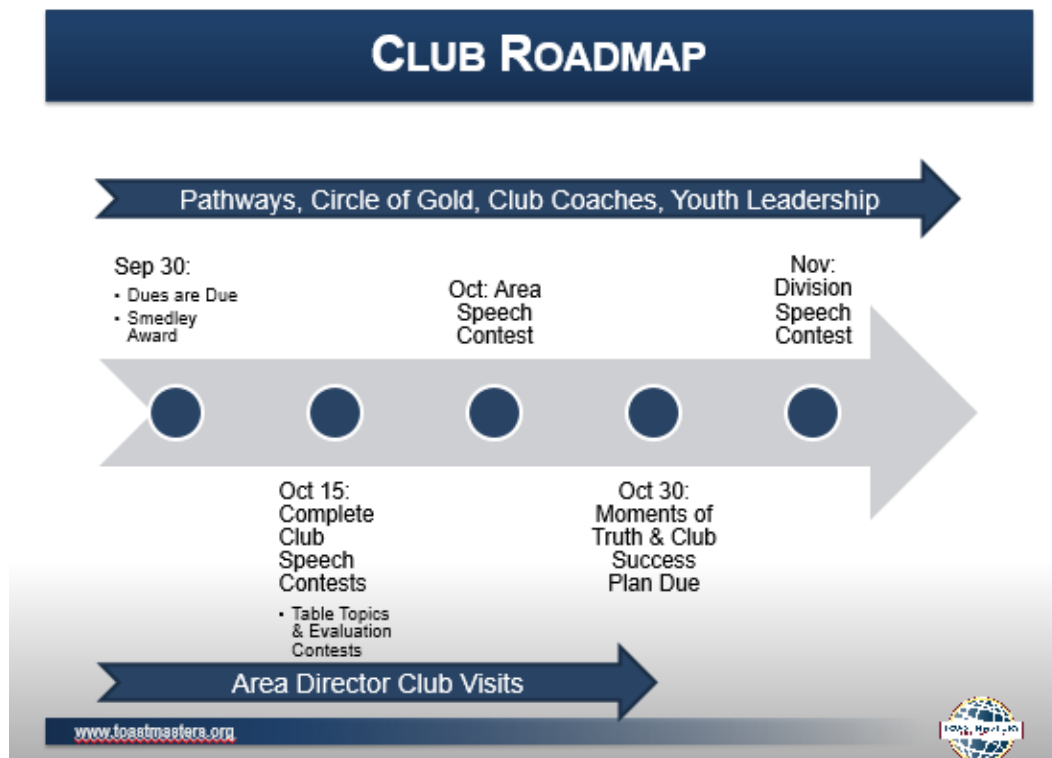 CLUB ROADMAP
Pathways, Circle of Gold, Club Coaches, Youth Leadership
Sep 30:
▪ Dues are Due
▪ Smedley
Award
Oct: Area
Speech
Contest
Nov:
Division
Speech
Contest
Oct 15:
Complete
Club
Speech
Contests
▪ Table Topics
& Evaluation
Contests
Oct 30:
Moments of
Truth & Club
Success
Plan Due
Area Director Club Visits
www.toastmasters.org